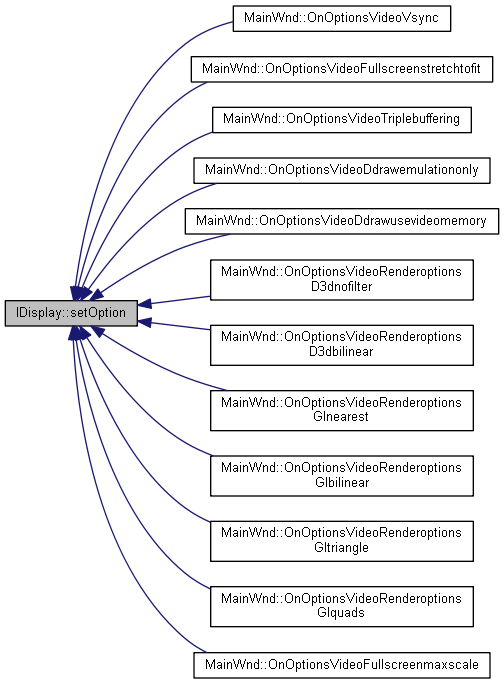 MainWnd::OnOptionsVideoVsync
MainWnd::OnOptionsVideoFullscreenstretchtofit
MainWnd::OnOptionsVideoTriplebuffering
MainWnd::OnOptionsVideoDdrawemulationonly
MainWnd::OnOptionsVideoDdrawusevideomemory
MainWnd::OnOptionsVideoRenderoptions
D3dnofilter
IDisplay::setOption
MainWnd::OnOptionsVideoRenderoptions
D3dbilinear
MainWnd::OnOptionsVideoRenderoptions
Glnearest
MainWnd::OnOptionsVideoRenderoptions
Glbilinear
MainWnd::OnOptionsVideoRenderoptions
Gltriangle
MainWnd::OnOptionsVideoRenderoptions
Glquads
MainWnd::OnOptionsVideoFullscreenmaxscale